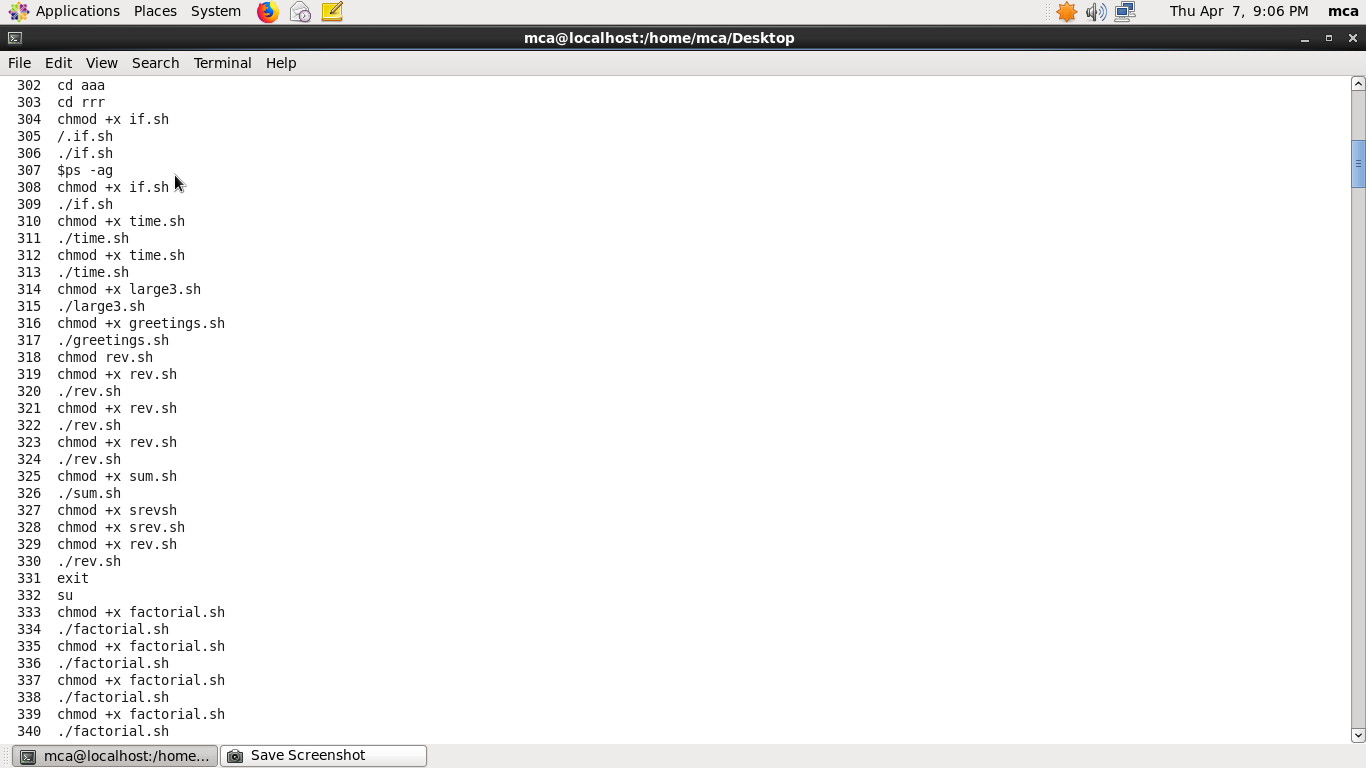 Applications Places System Thu Apr 7, 9:06 PM mca
mca@localhost:/home/mca/Desktop
File Edit View Search Terminal Help
302 cd aaa
303 cd rrr
304 chmod +x if.sh
305 /.if.sh
306 ./if.sh
307 $ps -ag
308 chmod +x if.sh
309 ./if.sh
310 chmod +x time.sh
311 ./time.sh
312 chmod +x time.sh
313 ./time.sh
314 chmod +x large3.sh
315 ./large3.sh
316 chmod +x greetings.sh
317 ./greetings.sh
318 chmod rev.sh
319 chmod +x rev.sh
320 ./rev.sh
321 chmod +x rev.sh
322 ./rev.sh
323 chmod +x rev.sh
324 ./rev.sh
325 chmod +x sum.sh
326 ./sum.sh
327 chmod +x srevsh
328 chmod +x srev.sh
329 chmod +x rev.sh
330 ./rev.sh
331 exit
332 su
333 chmod +x factorial.sh
334 ./factorial.sh
335 chmod +x factorial.sh
336 ./factorial.sh
337 chmod +x factorial.sh
338 ./factorial.sh
339 chmod +x factorial.sh
340 ./factorial.sh
mca@localhost:/home... Save Screenshot